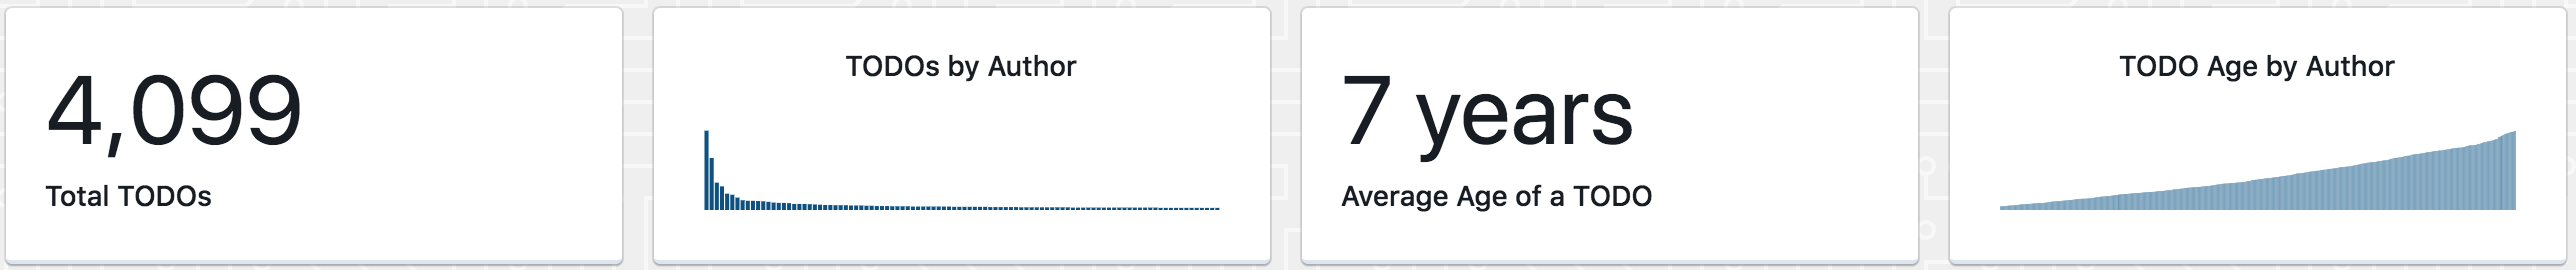 4,099
Total TODOs
TODOs by Author
7 years
Average Age of a TODO
TODO Age by Author